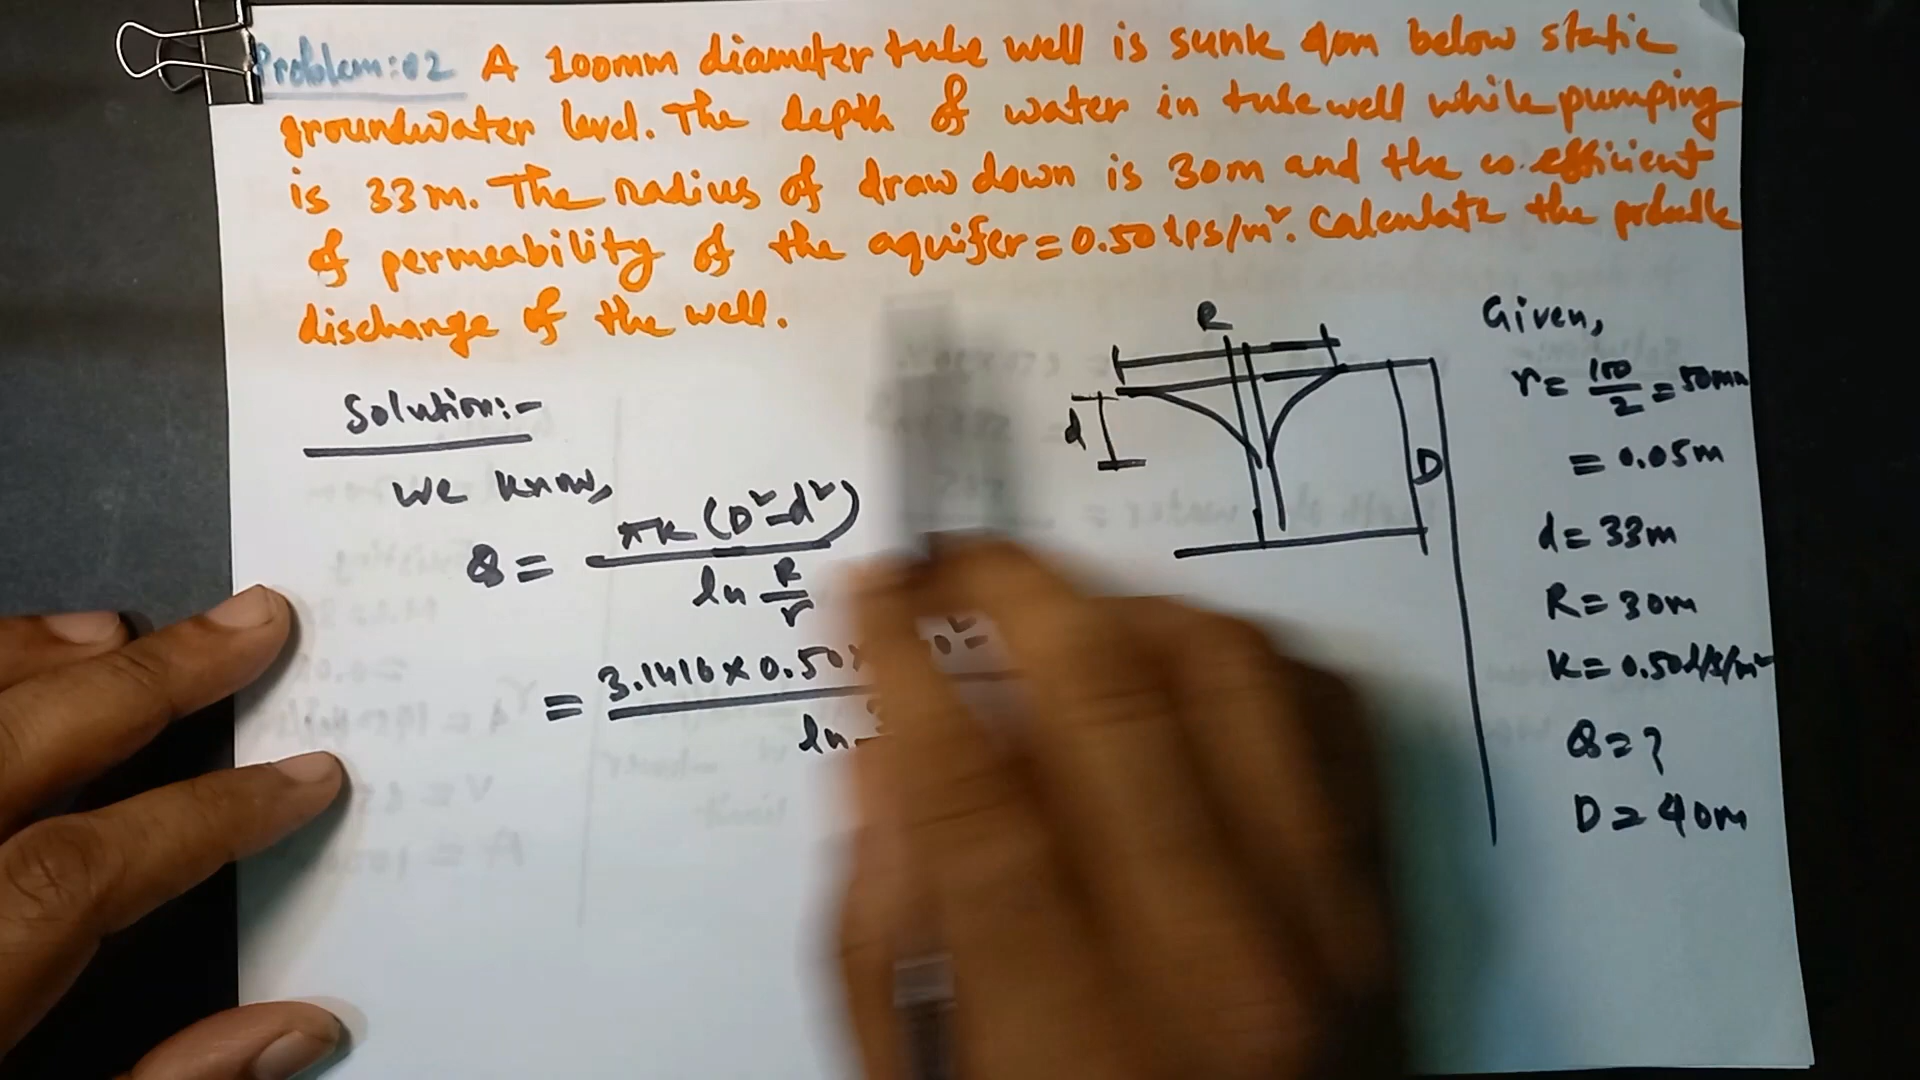 Problem:02 A 100mm diameter tube well is sunk 40m below static
groundwater level. The depth of water in tubewell while pumping
is 33m. The radius of draw down is 30m and the co-efficient
of permeability of the aquifer = 0.50 lps/m². Calculate the
discharge of the well.
Solution:-
We know,
Q = πK(D²-d²) / ln R/r
= 3.1416 × 0.50 ×
ln
R
d
D
Given,
r = 100/2 = 50mm
= 0.05m
d = 33m
R = 30m
K = 0.50 l/s/m²
Q = ?
D = 40m